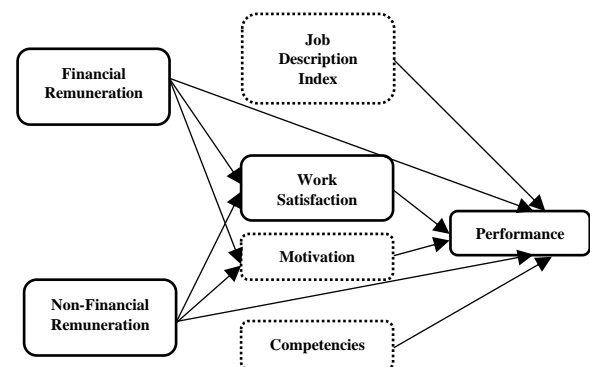 Job
Description
Index
Financial
Remuneration
Work
Satisfaction
Performance
Motivation
Non-Financial
Remuneration
Competencies